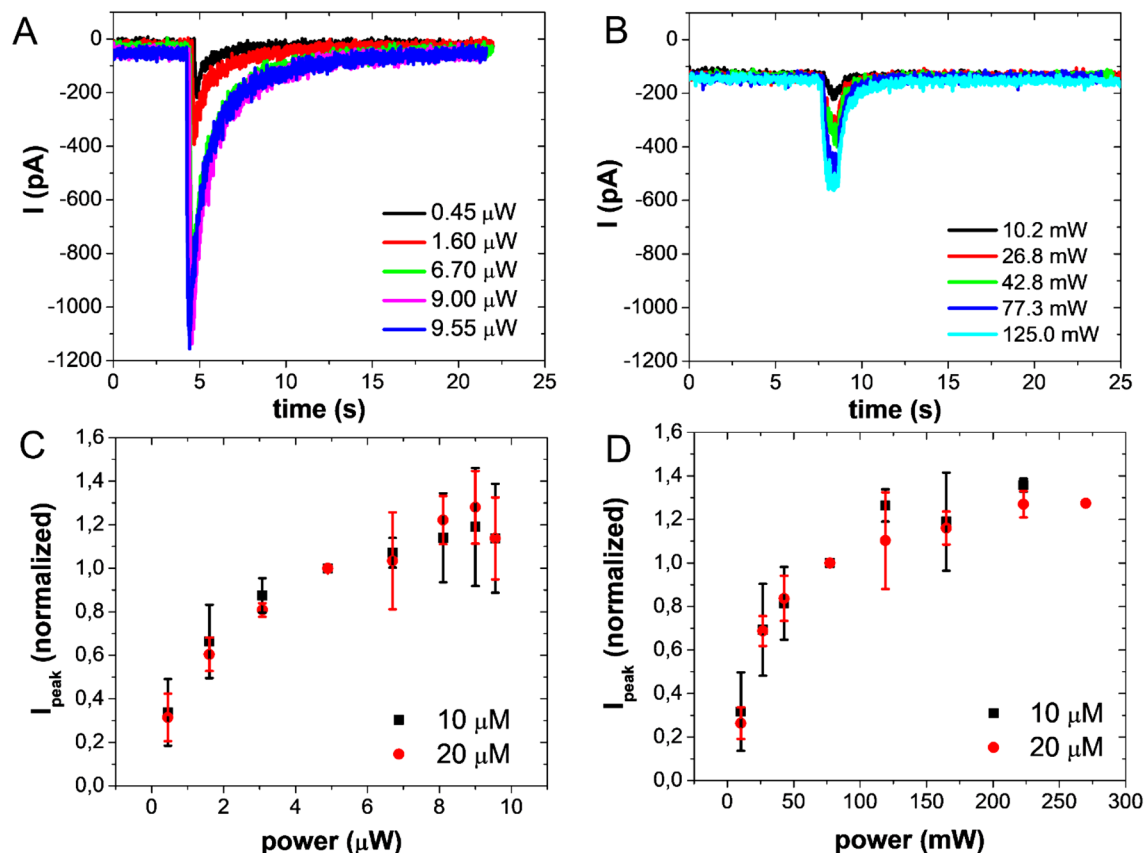 A
0
-200
-400
-600
-800
-1000
-1200
I (pA)
0.45 μW
1.60 μW
6.70 μW
9.00 μW
9.55 μW
0 5 10 15 20 25
time (s)
B
0
-200
-400
-600
-800
-1000
-1200
I (pA)
10.2 mW
26.8 mW
42.8 mW
77.3 mW
125.0 mW
0 5 10 15 20 25
time (s)
C
1,6
1,4
1,2
1,0
0,8
0,6
0,4
0,2
0,0
I peak (normalized)
10 μM
20 μM
0 2 4 6 8 10
power (μW)
D
1,6
1,4
1,2
1,0
0,8
0,6
0,4
0,2
0,0
I peak (normalized)
10 μM
20 μM
0 50 100 150 200 250 300
power (mW)